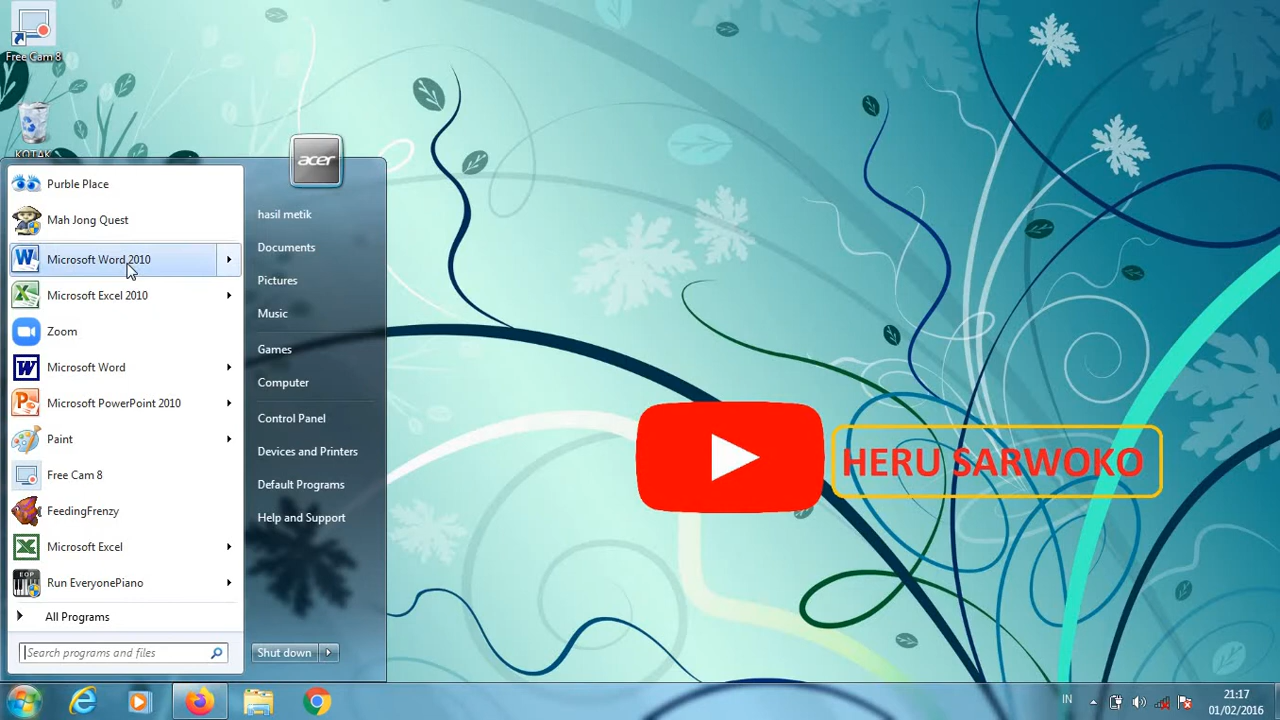 Free Cam 8
KOTAK
acer
Purble Place
Mah Jong Quest
Microsoft Word 2010
Microsoft Excel 2010
Zoom
Microsoft Word
Microsoft PowerPoint 2010
Paint
Free Cam 8
FeedingFrenzy
Microsoft Excel
EOP
Run EveryonePiano
All Programs
Search programs and files
hasil metik
Documents
Pictures
Music
Games
Computer
Control Panel
Devices and Printers
Default Programs
Help and Support
Shut down
HERU SARWOKO
IN
21:17
01/02/2016